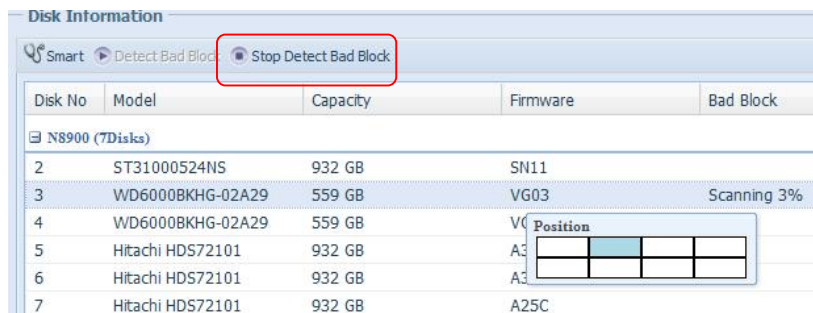 Disk Information
Smart Detect Bad Block Stop Detect Bad Block
Disk No Model Capacity Firmware Bad Block
N8900 (7Disks)
2 ST31000524NS 932 GB SN11
3 WD6000BKHG-02A29 559 GB VG03 Scanning 3%
4 WD6000BKHG-02A29 559 GB
Position
5 Hitachi HDS72101 932 GB
6 Hitachi HDS72101 932 GB
7 Hitachi HDS72101 932 GB A25C